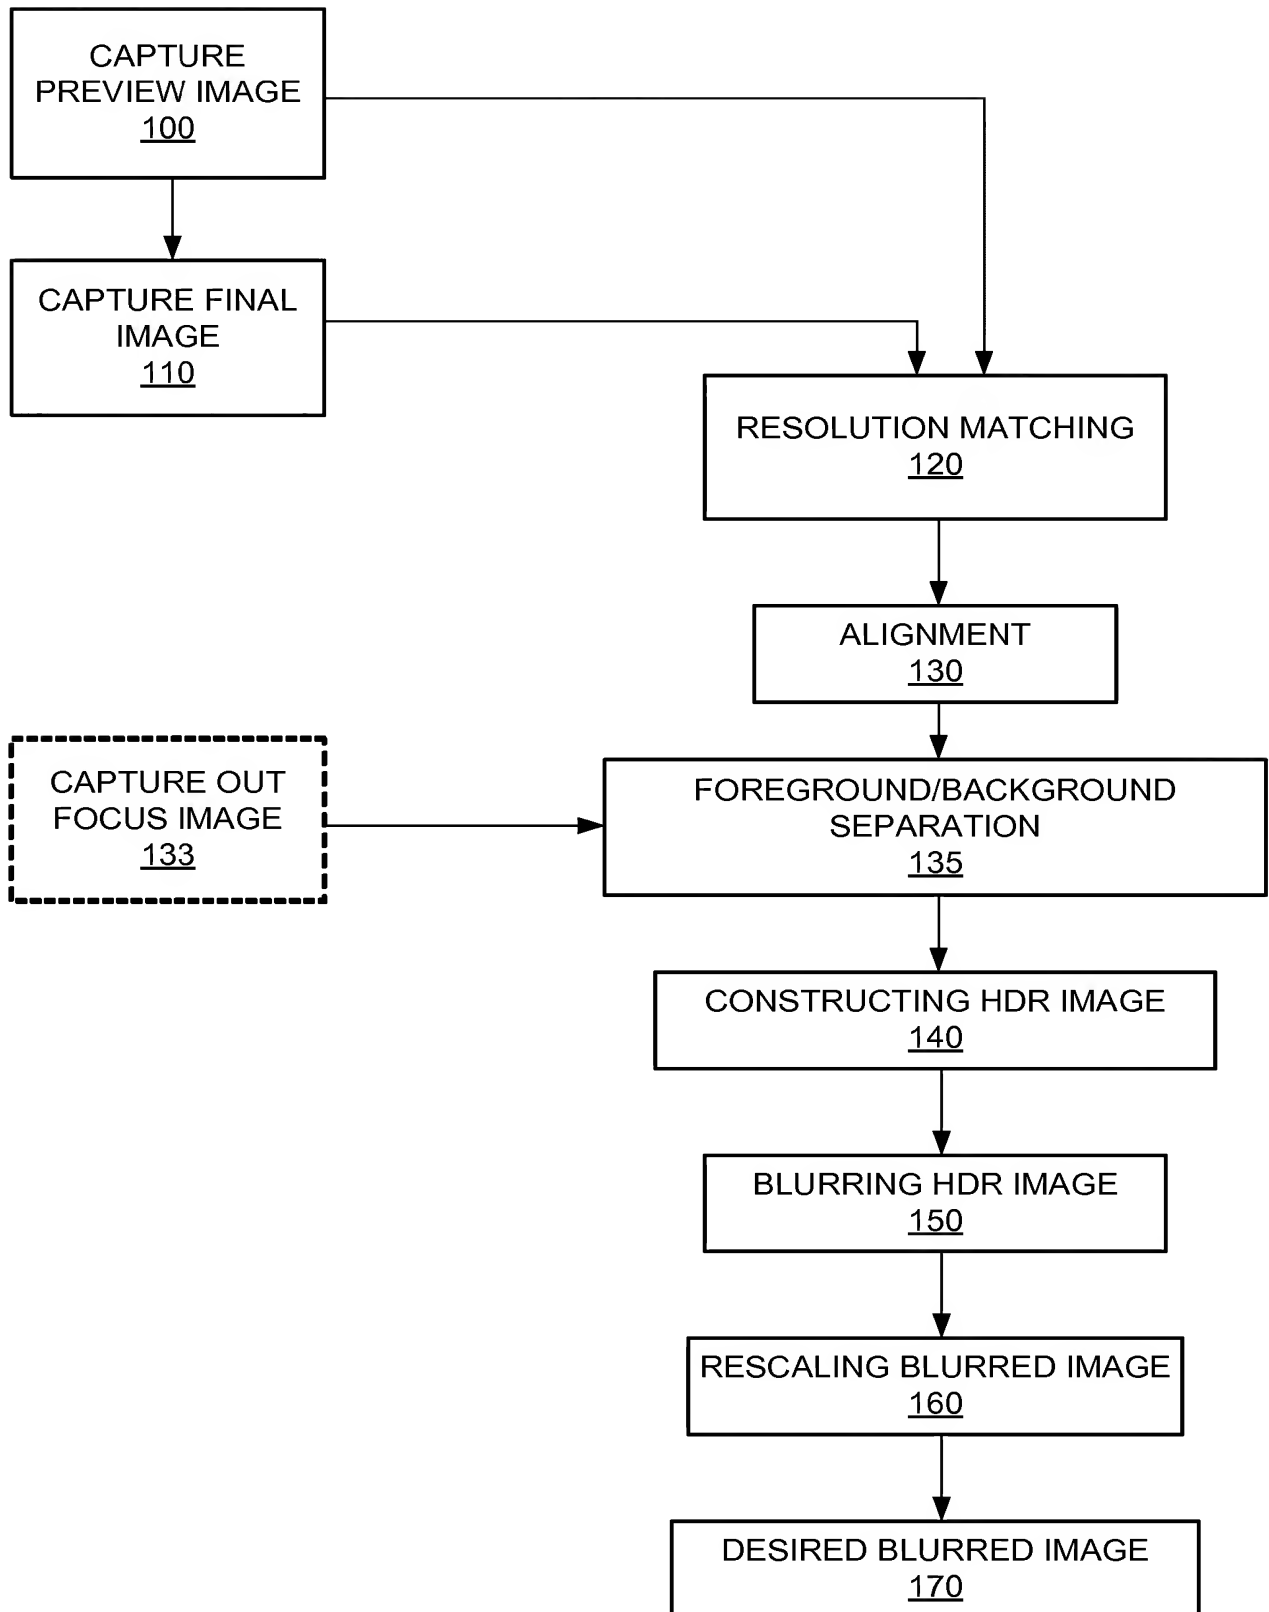 CAPTURE
PREVIEW IMAGE
100
CAPTURE FINAL
IMAGE
110
RESOLUTION MATCHING
120
ALIGNMENT
130
CAPTURE OUT
FOCUS IMAGE
133
FOREGROUND/BACKGROUND
SEPARATION
135
CONSTRUCTING HDR IMAGE
140
BLURRING HDR IMAGE
150
RESCALING BLURRED IMAGE
160
DESIRED BLURRED IMAGE
170